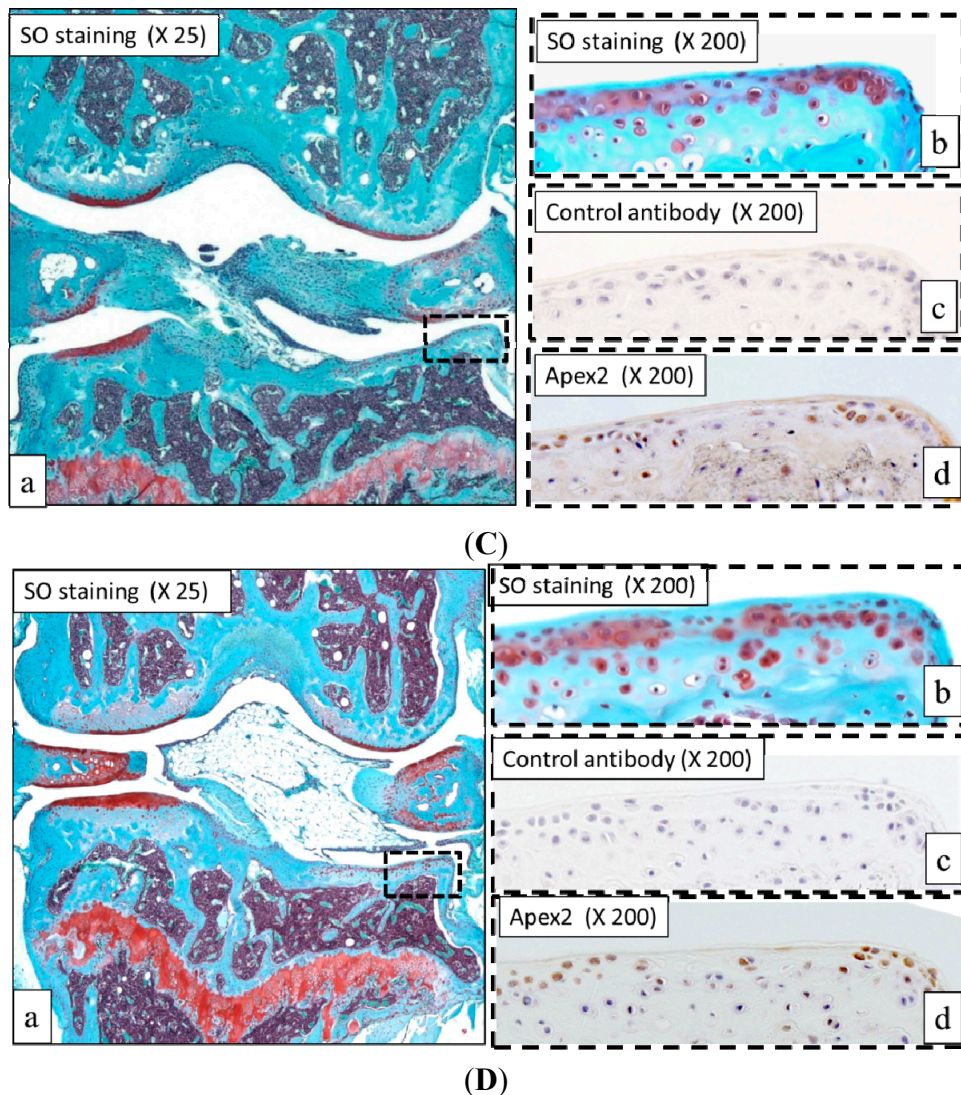 SO staining (X 25)
a
SO staining (X 200)
b
Control antibody (X 200)
c
Apex2 (X 200)
d
(C)
SO staining (X 25)
a
SO staining (X 200)
b
Control antibody (X 200)
c
Apex2 (X 200)
d
(D)